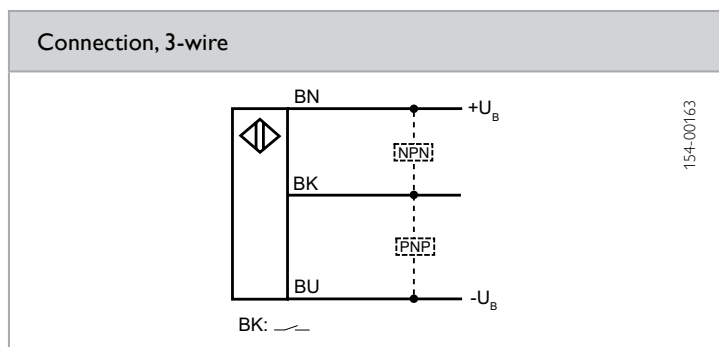 Connection, 3-wire
BN
+U_B
NPN
BK
PNP
BU
-U_B
BK:
154-00163